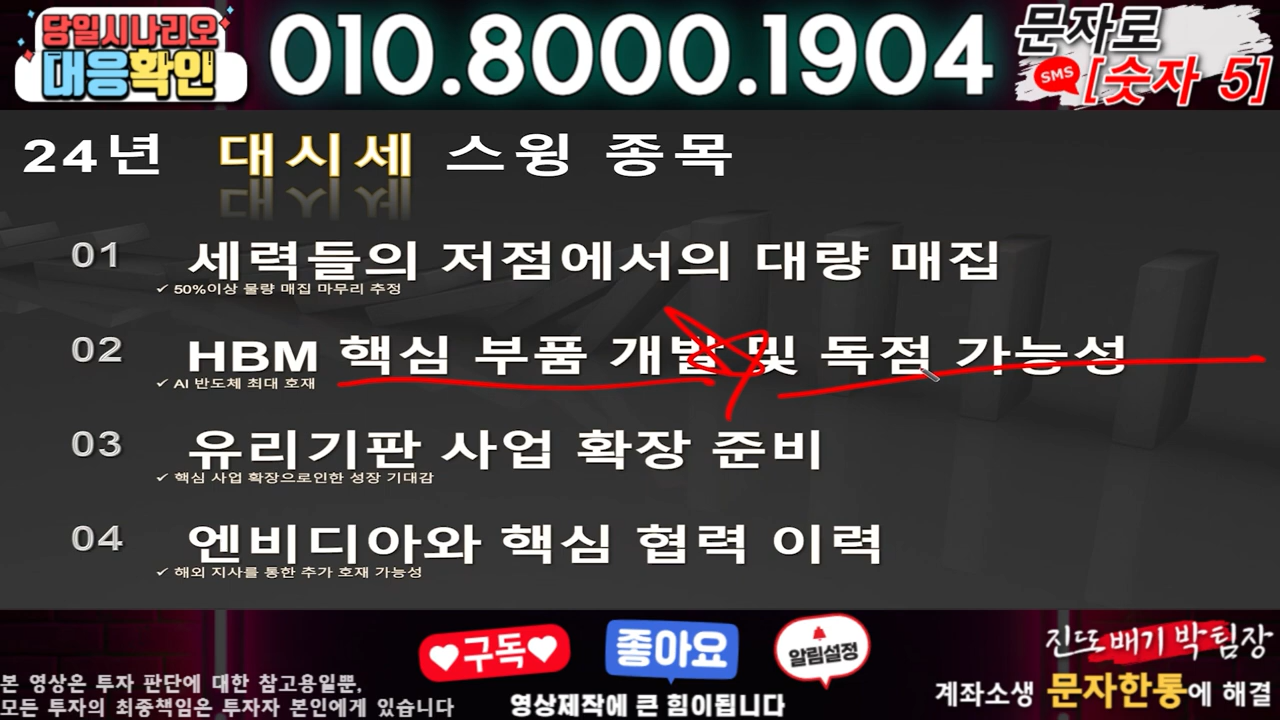 당일시나리오
대응확인
010.8000.1904
문자로
SMS
[숫자 5]
24년 대시세 스윙 종목
01 세력들의 저점에서의 대량 매집
✓ 50%이상 물량 매집 마무리 추정
02 HBM 핵심 부품 개발 및 독점 가능성
✓ AI 반도체 최대 호재
03 유리기판 사업 확장 준비
✓ 핵심 사업 확장으로인한 성장 기대감
04 엔비디아와 핵심 협력 이력
✓ 해외 지사를 통한 추가 호재 가능성
구독
좋아요
알림설정
영상제작에 큰 힘이됩니다
본 영상은 투자 판단에 대한 참고용일뿐,
모든 투자의 최종책임은 투자자 본인에게 있습니다
진또배기 박팀장
계좌소생 문자한통에 해결